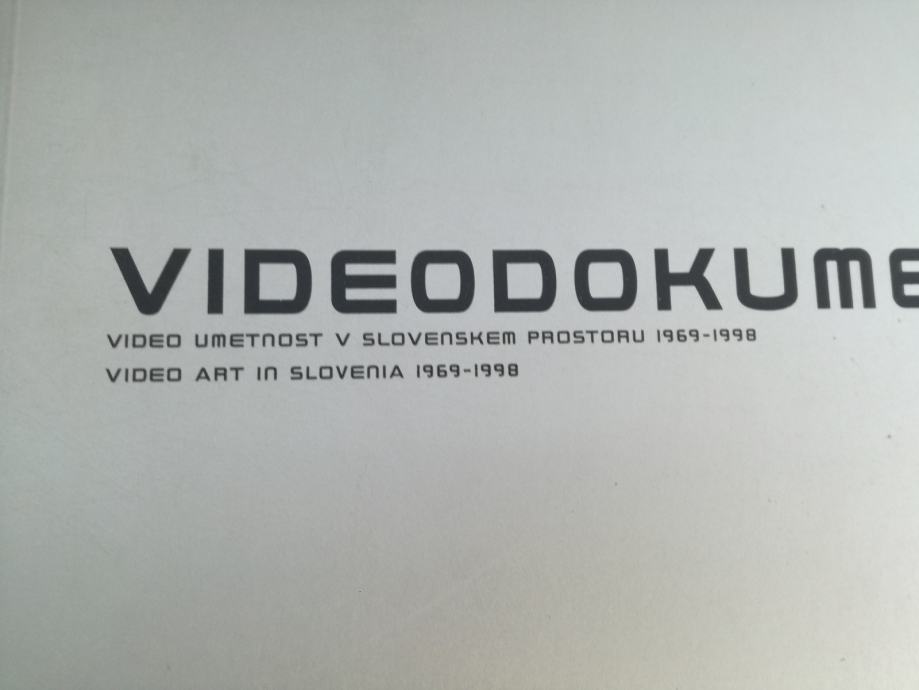 VIDEODOKUME
VIDEO UMETNOST V SLOVENSKEM PROSTORU 1969-1998
VIDEO ART IN SLOVENIA 1969-1998